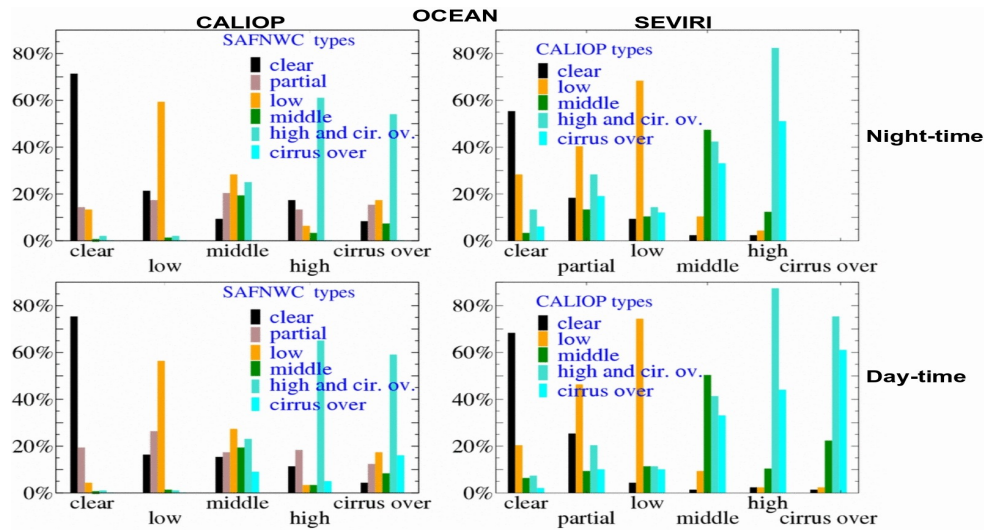 OCEAN
CALIOP
SEVIRI
SAFNWC types
clear
partial
low
middle
high and cir. ov.
cirrus over
80%
60%
40%
20%
0%
clear
low
middle
high
cirrus over
CALIOP types
clear
low
middle
high and cir. ov.
cirrus over
80%
60%
40%
20%
0%
clear
partial
low
middle
high
cirrus over
Night-time
SAFNWC types
clear
partial
low
middle
high and cir. ov.
cirrus over
80%
60%
40%
20%
0%
clear
low
middle
high
cirrus over
CALIOP types
clear
low
middle
high and cir. ov.
cirrus over
80%
60%
40%
20%
0%
clear
partial
low
middle
high
cirrus over
Day-time